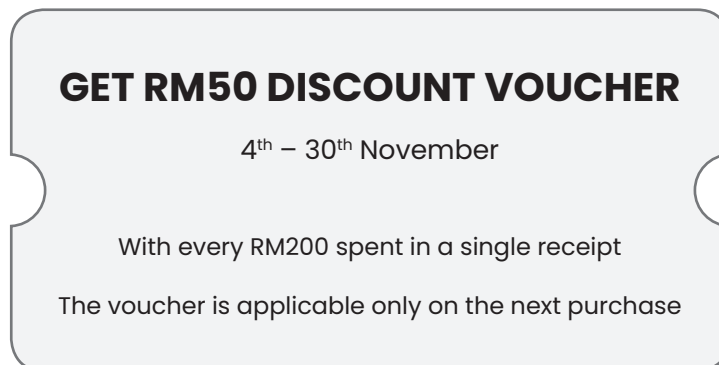 GET RM50 DISCOUNT VOUCHER
4th – 30th November
With every RM200 spent in a single receipt
The voucher is applicable only on the next purchase